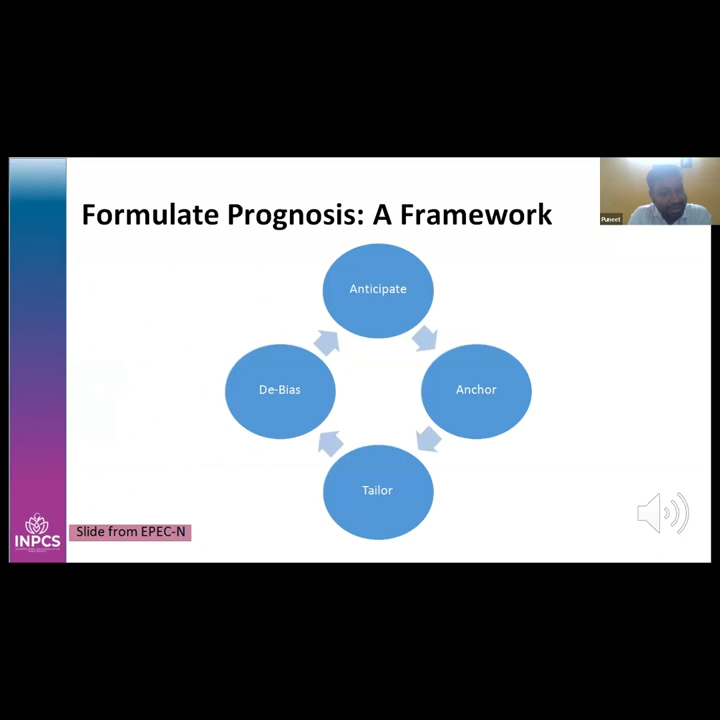 Formulate Prognosis: A Framework
Puneet
Anticipate
De-Bias
Anchor
Tailor
Slide from EPEC-N
INPCS